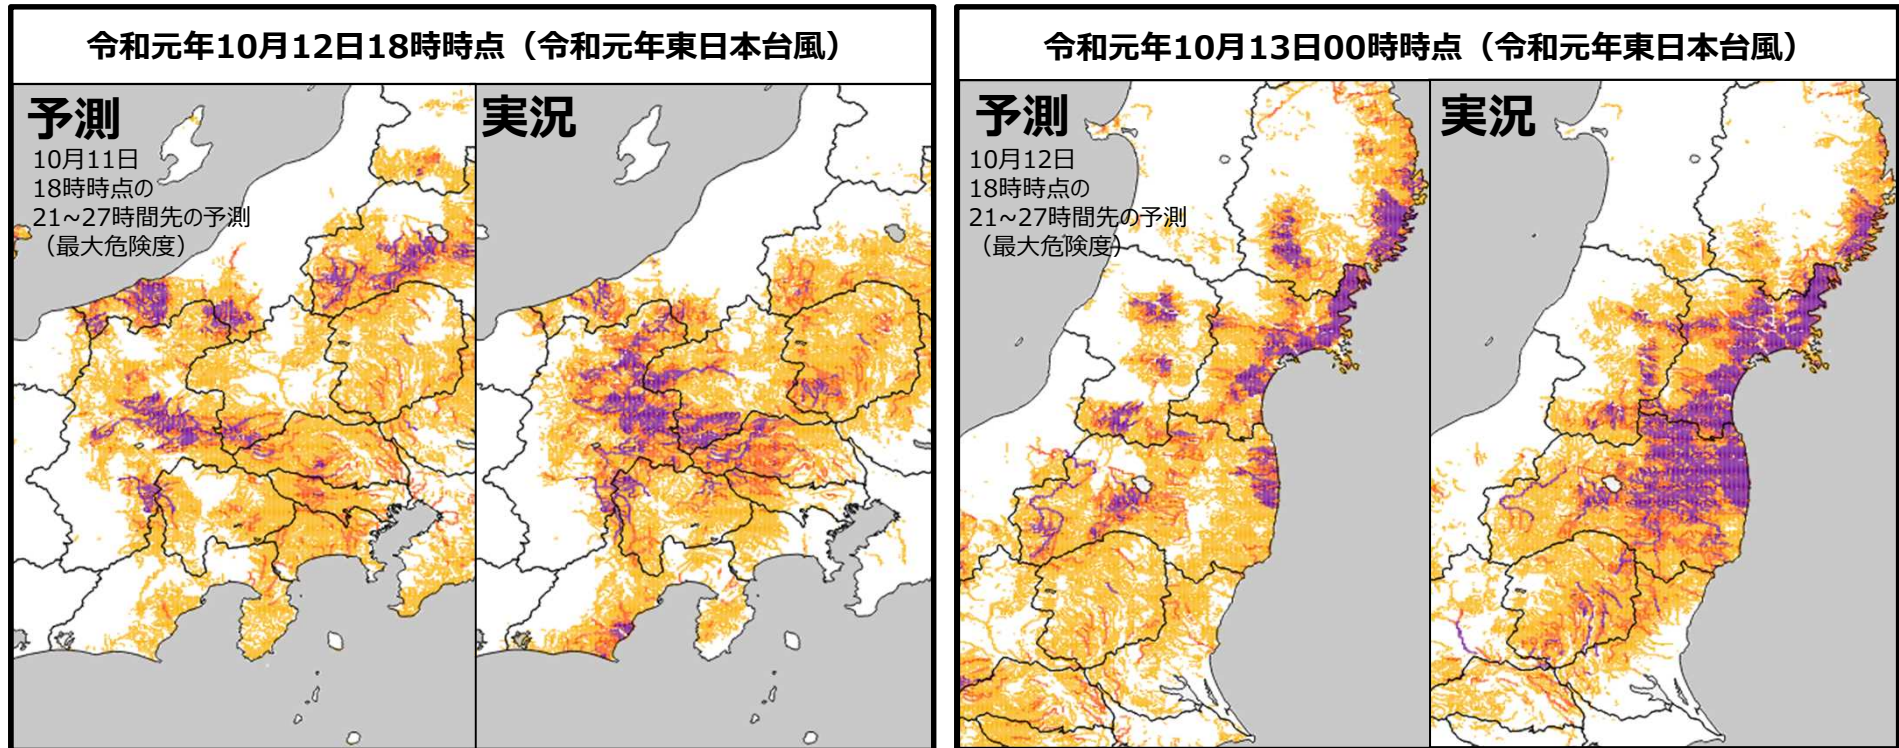 令和元年10月12日18時時点（令和元年東日本台風）
予測
10月11日
18時時点の
21~27時間先の予測
（最大危険度）
実況
令和元年10月13日00時時点（令和元年東日本台風）
予測
10月12日
18時時点の
21~27時間先の予測
（最大危険度）
実況